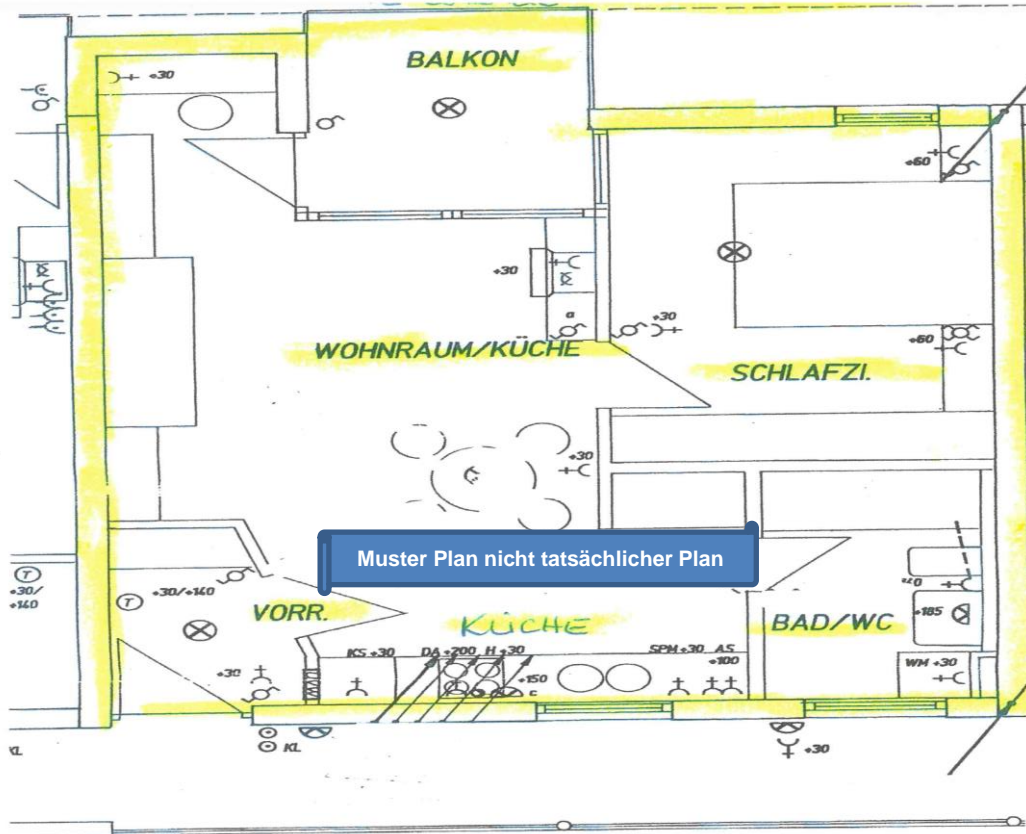 BALKON
+30
+60
+30
+30
a
+60
WOHNRAUM/KÜCHE
SCHLAFZI.
+30
Muster Plan nicht tatsächlicher Plan
T
+30/
+140
T
+30/+140
VORR.
KÜCHE
BAD/WC
+185
KS +30
DA +200
H +30
SPM+30
AS
+100
WM +30
+30
+150
c
KL
KL
+30